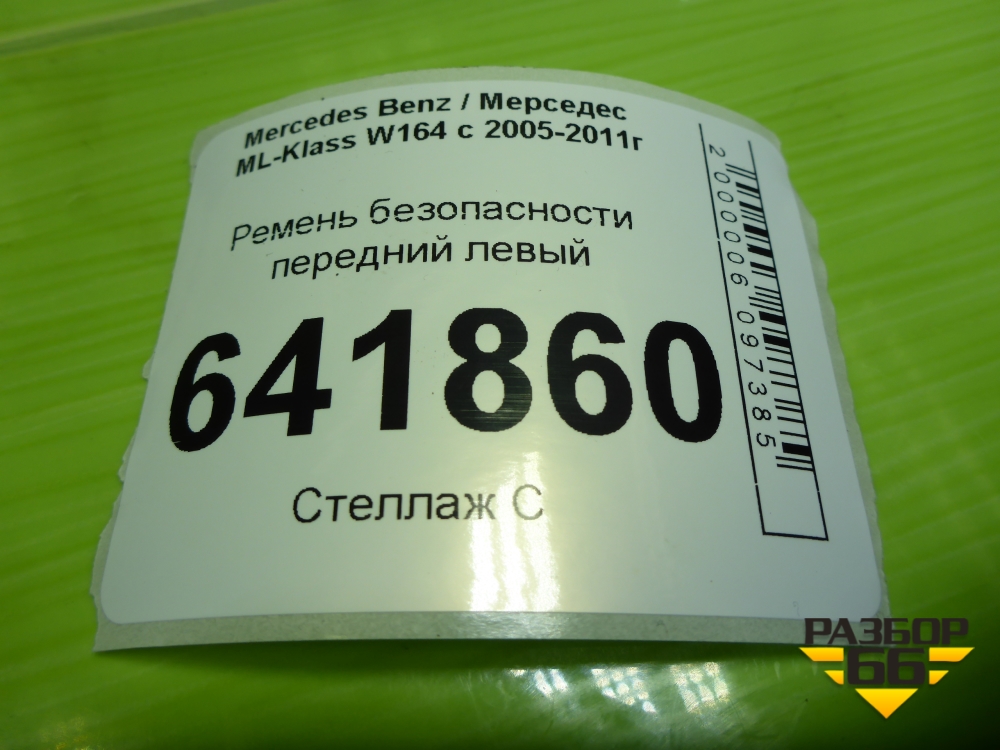 Mercedes Benz / Мерседес
ML-Klass W164 с 2005-2011г
Ремень безопасности
передний левый
641860
Стеллаж С
2000006097385
РАЗБОР
66